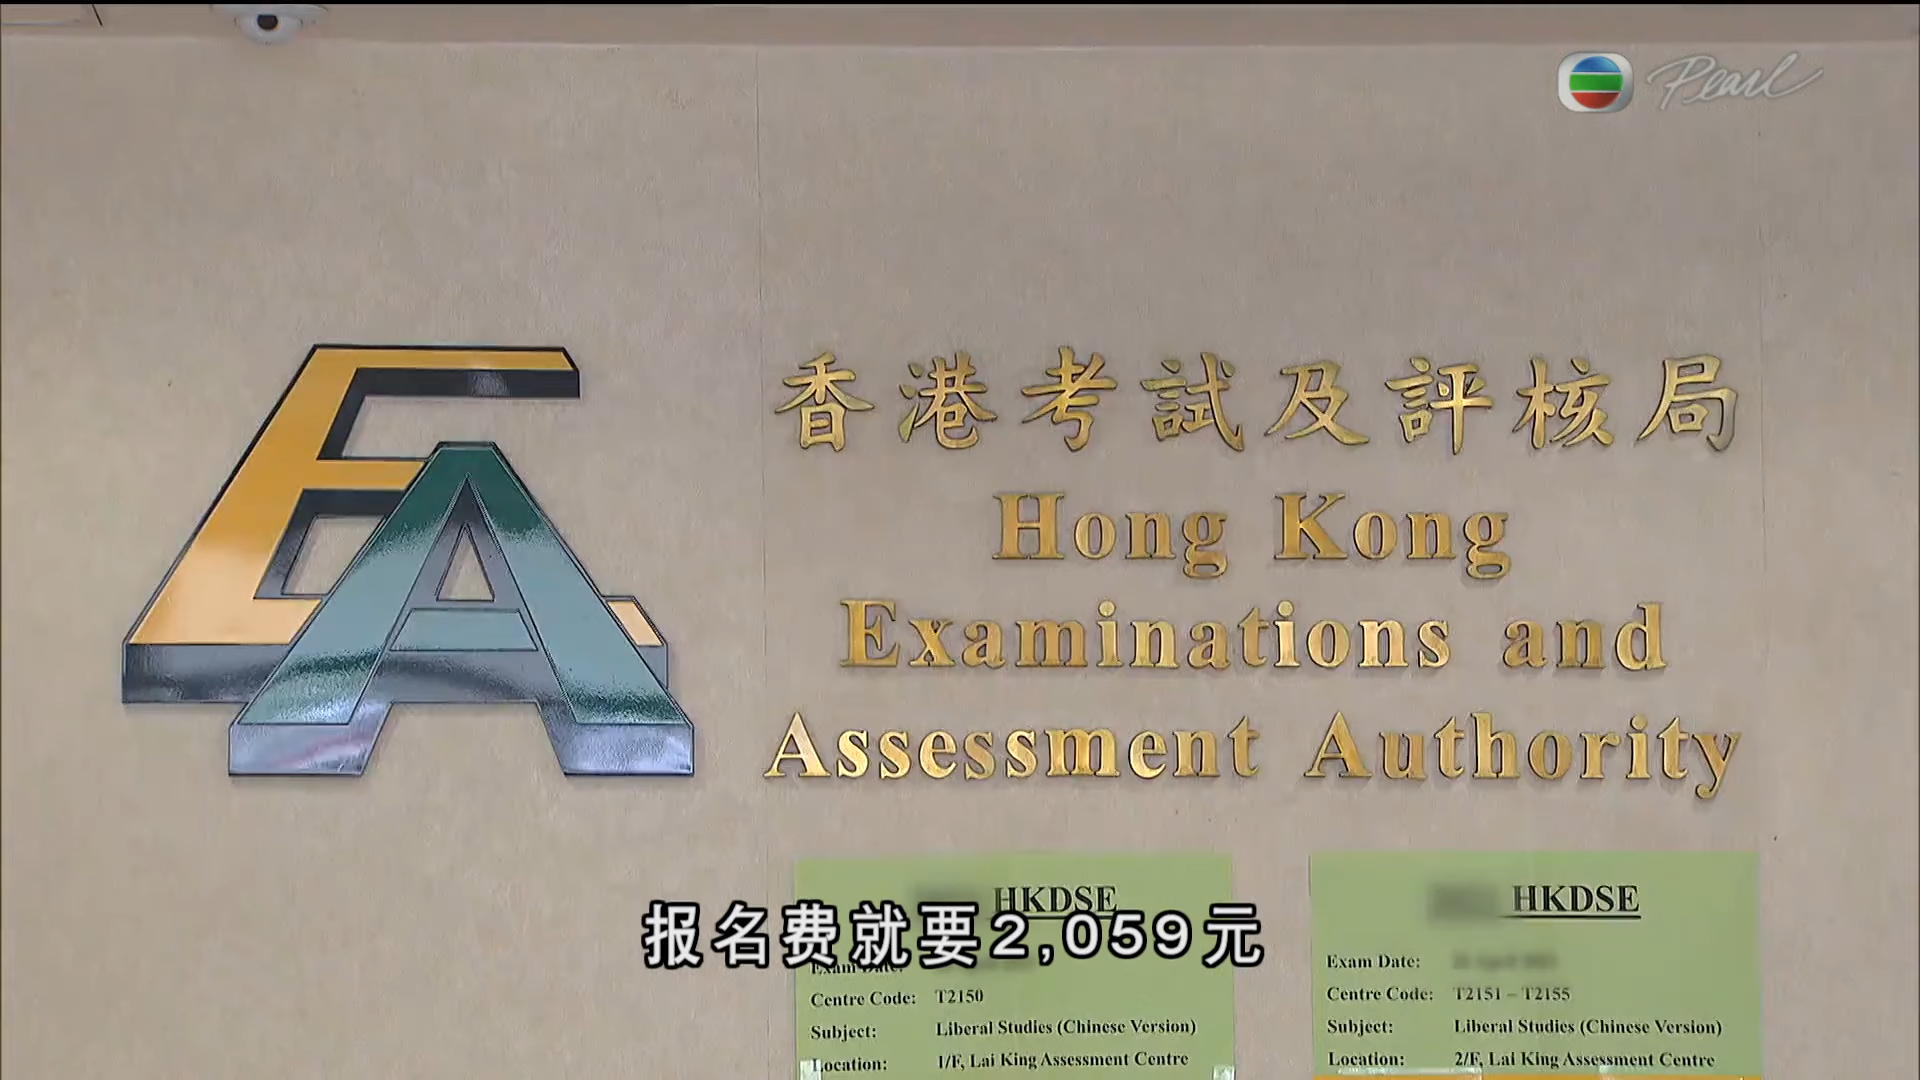 Pearl
香港考試及評核局
Hong Kong
Examinations and
Assessment Authority
EA
HKDSE
Exam Date:
Centre Code: T2150
Subject: Liberal Studies (Chinese Version)
Location: 1/F, Lai King Assessment Centre
HKDSE
Exam Date:
Centre Code: T2151 – T2155
Subject: Liberal Studies (Chinese Version)
Location: 2/F, Lai King Assessment Centre
报名费就要2,059元